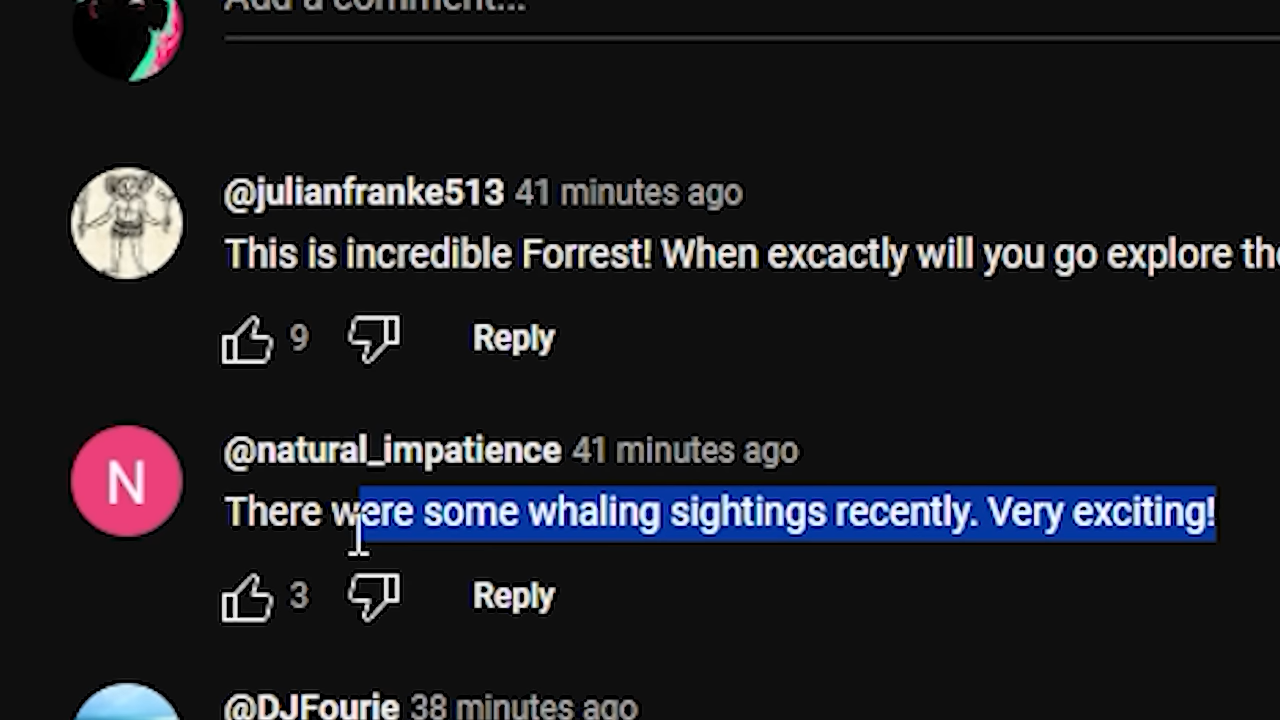 Add a comment...
@julianfranke513 41 minutes ago
This is incredible Forrest! When excactly will you go explore the
9 Reply
N
@natural_impatience 41 minutes ago
There were some whaling sightings recently. Very exciting!
3 Reply
@DJFourie 38 minutes ago